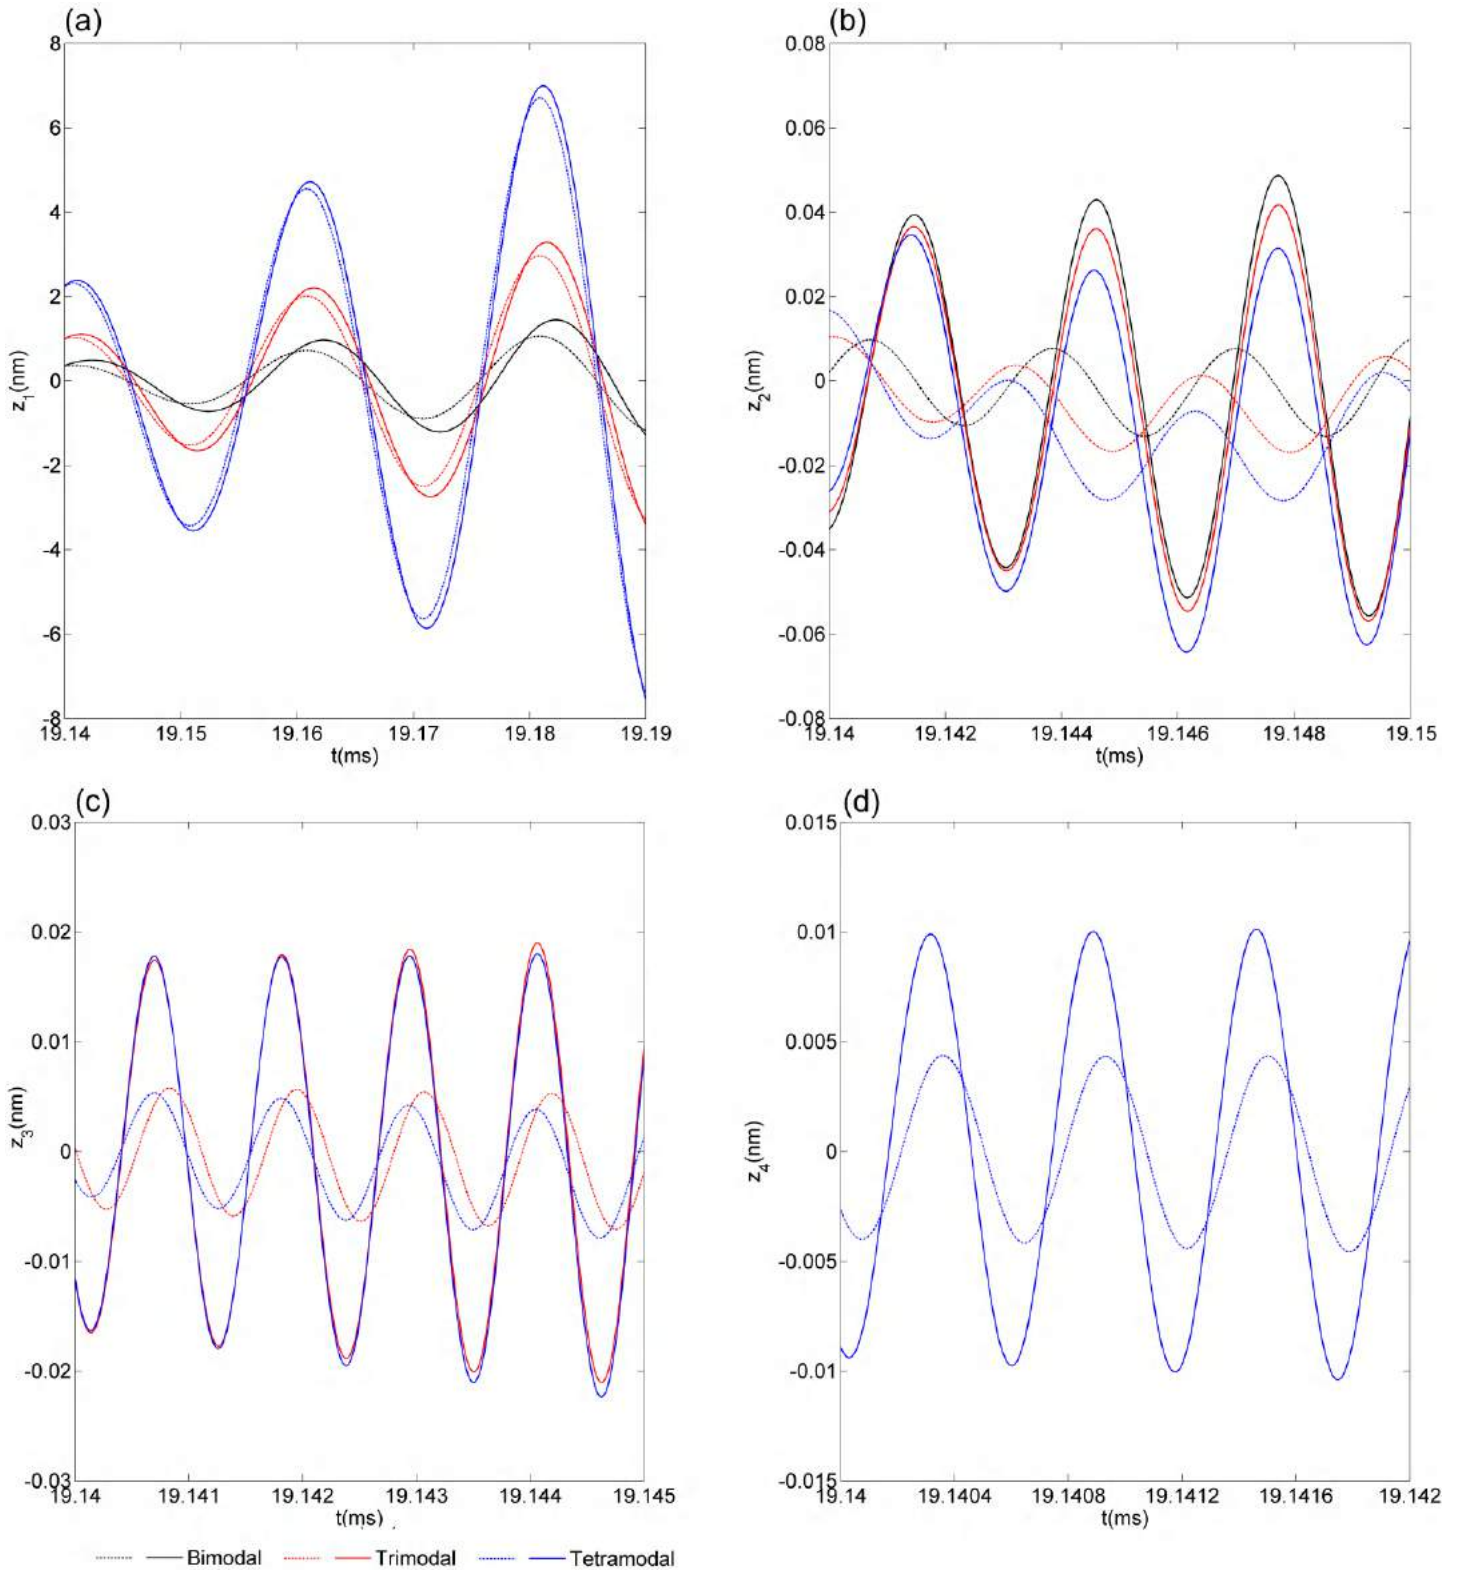 (a)
8
6
4
2
0
-2
-4
-6
-8
z1(nm)
19.14 19.15 19.16 19.17 19.18 19.19
t(ms)
(b)
0.08
0.06
0.04
0.02
0
-0.02
-0.04
-0.06
-0.08
z2(nm)
19.14 19.142 19.144 19.146 19.148 19.15
t(ms)
(c)
0.03
0.02
0.01
0
-0.01
-0.02
-0.03
z3(nm)
19.14 19.141 19.142 19.143 19.144 19.145
t(ms)
(d)
0.015
0.01
0.005
0
-0.005
-0.01
-0.015
z4(nm)
19.14 19.1404 19.1408 19.1412 19.1416 19.142
t(ms)
Bimodal Trimodal Tetramodal